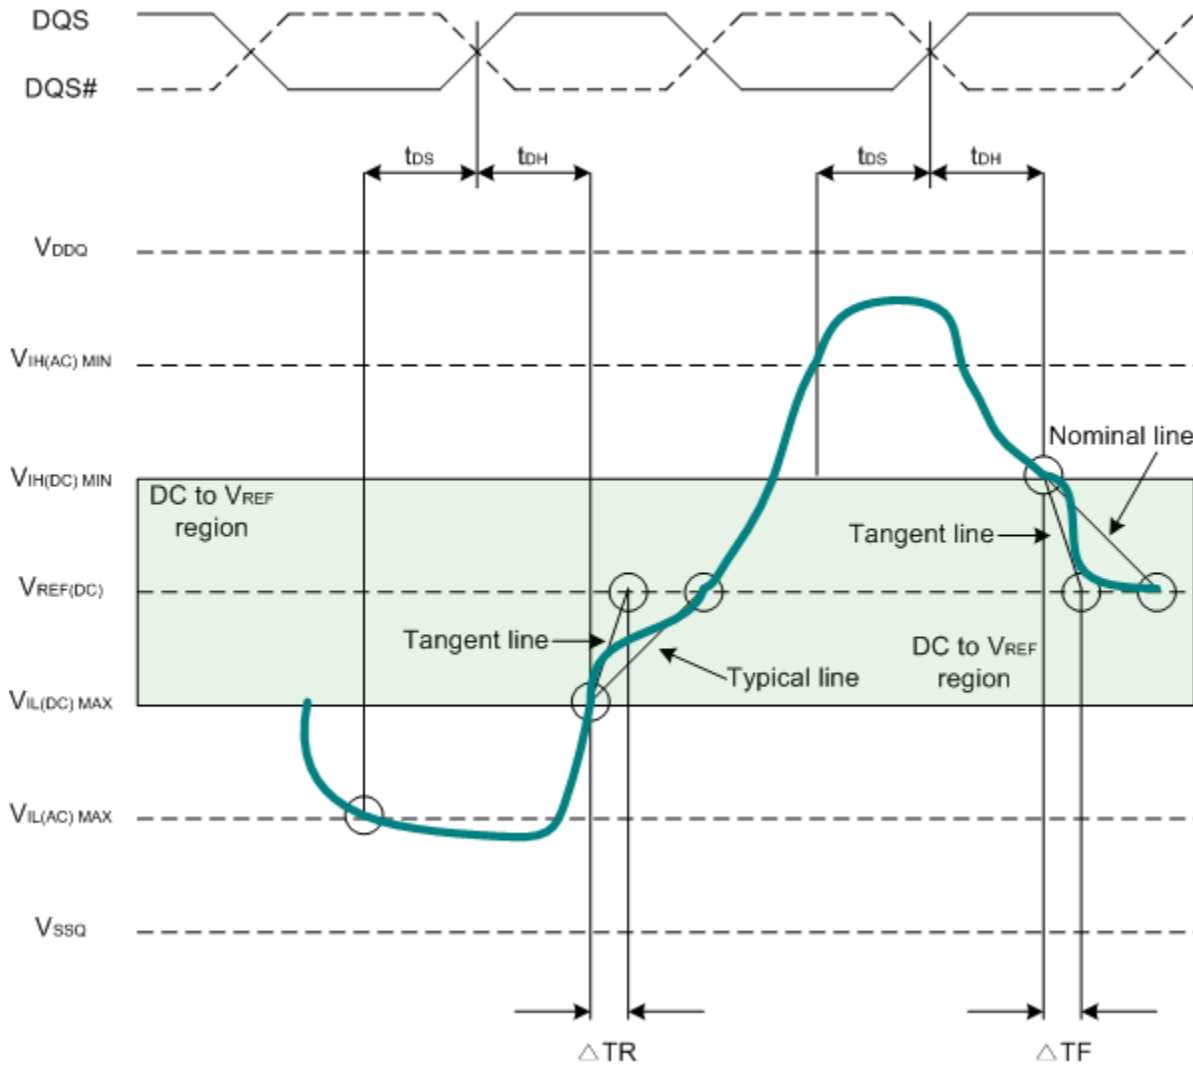 DQS
DQS#
tDS
tDH
tDS
tDH
VDDQ
VIH(AC) MIN
Nominal line
VIH(DC) MIN
DC to VREF
region
Tangent line
VREF(DC)
Tangent line
DC to VREF
region
Typical line
VIL(DC) MAX
VIL(AC) MAX
VSSQ
△TR
△TF